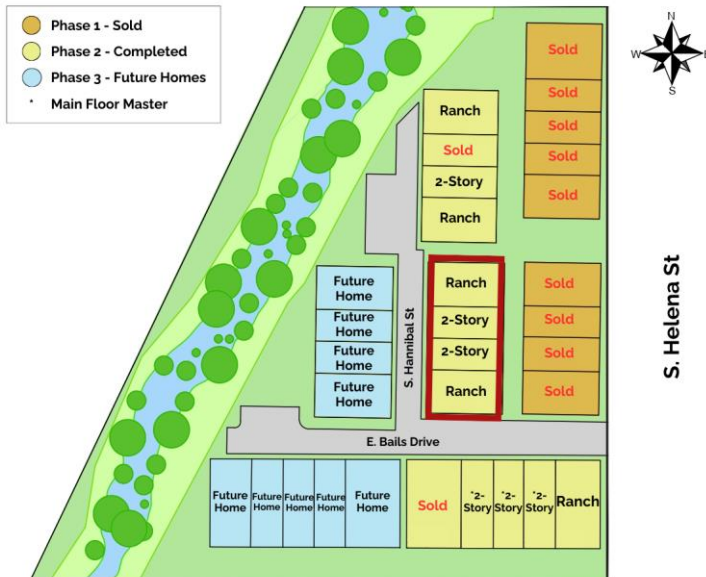 Phase 1 - Sold
Phase 2 - Completed
Phase 3 - Future Homes
* Main Floor Master
N
W
E
S
Sold
Sold
Sold
Sold
Sold
Ranch
Sold
2-Story
Ranch
S. Hannibal St
S. Helena St
Future
Home
Future
Home
Future
Home
Future
Home
Ranch
2-Story
2-Story
Ranch
Sold
Sold
Sold
Sold
E. Bails Drive
Future
Home
Future
Home
Future
Home
Future
Home
Future
Home
Sold
*2-
Story
*2-
Story
*2-
Story
Ranch